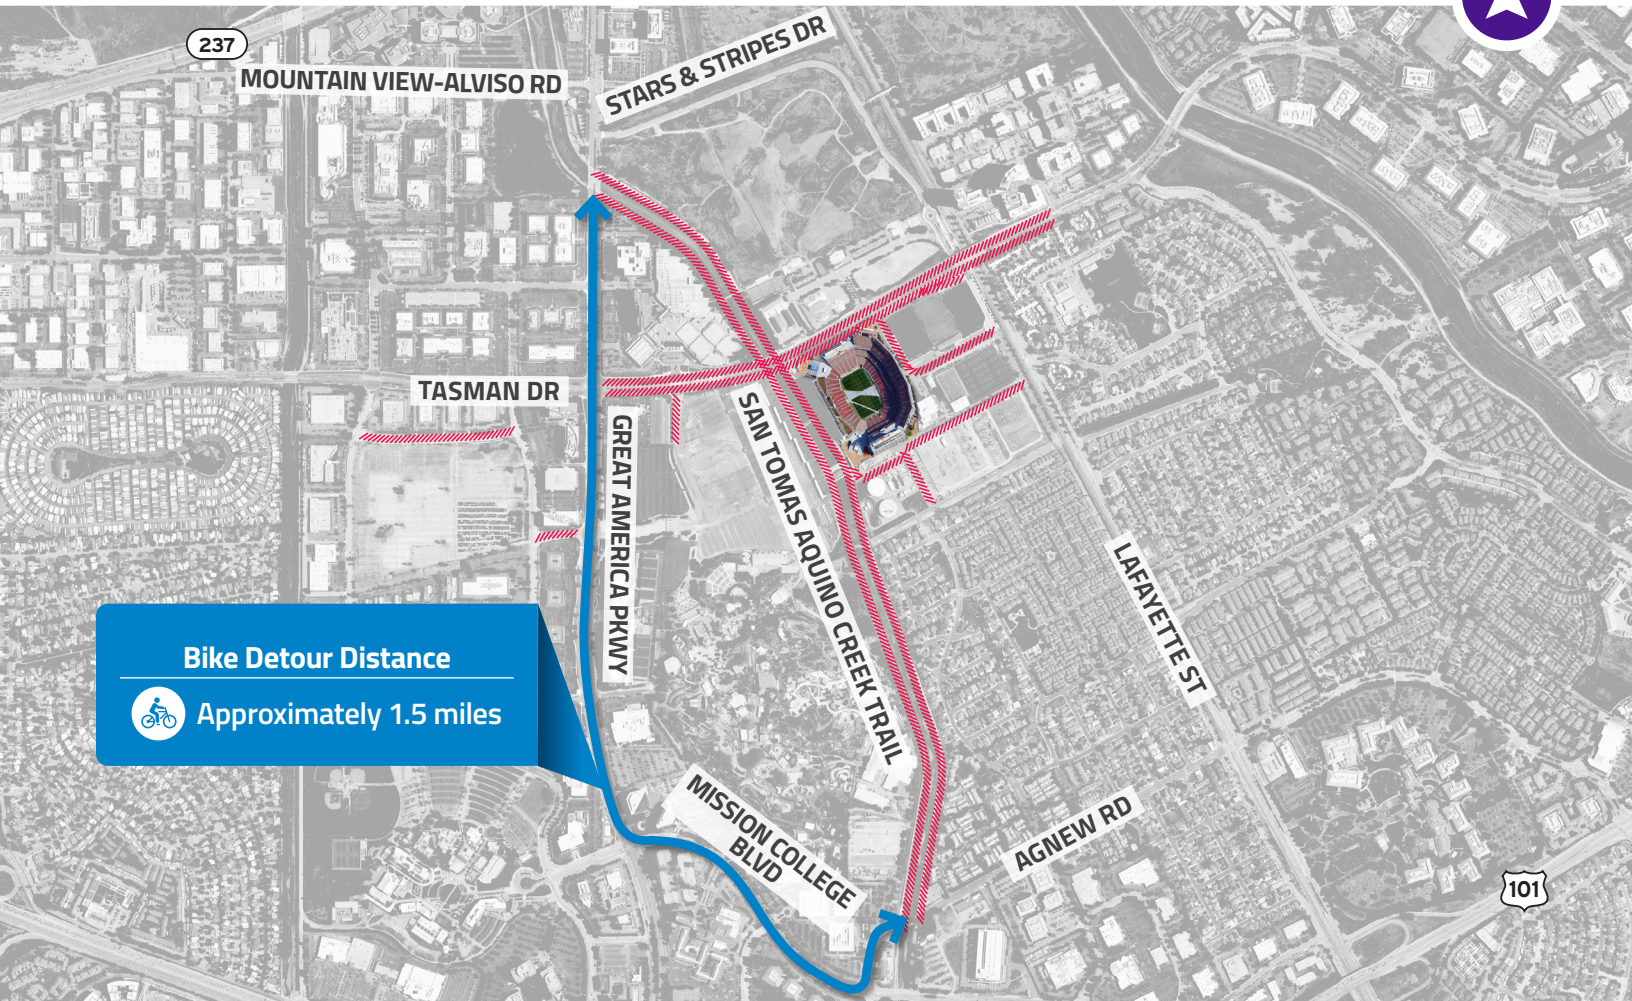 237
MOUNTAIN VIEW-ALVISO RD
STARS & STRIPES DR
TASMAN DR
GREAT AMERICA PKWY
SAN TOMAS AQUINO CREEK TRAIL
LAFAYETTE ST
Bike Detour Distance
Approximately 1.5 miles
MISSION COLLEGE
BLVD
AGNEW RD
101